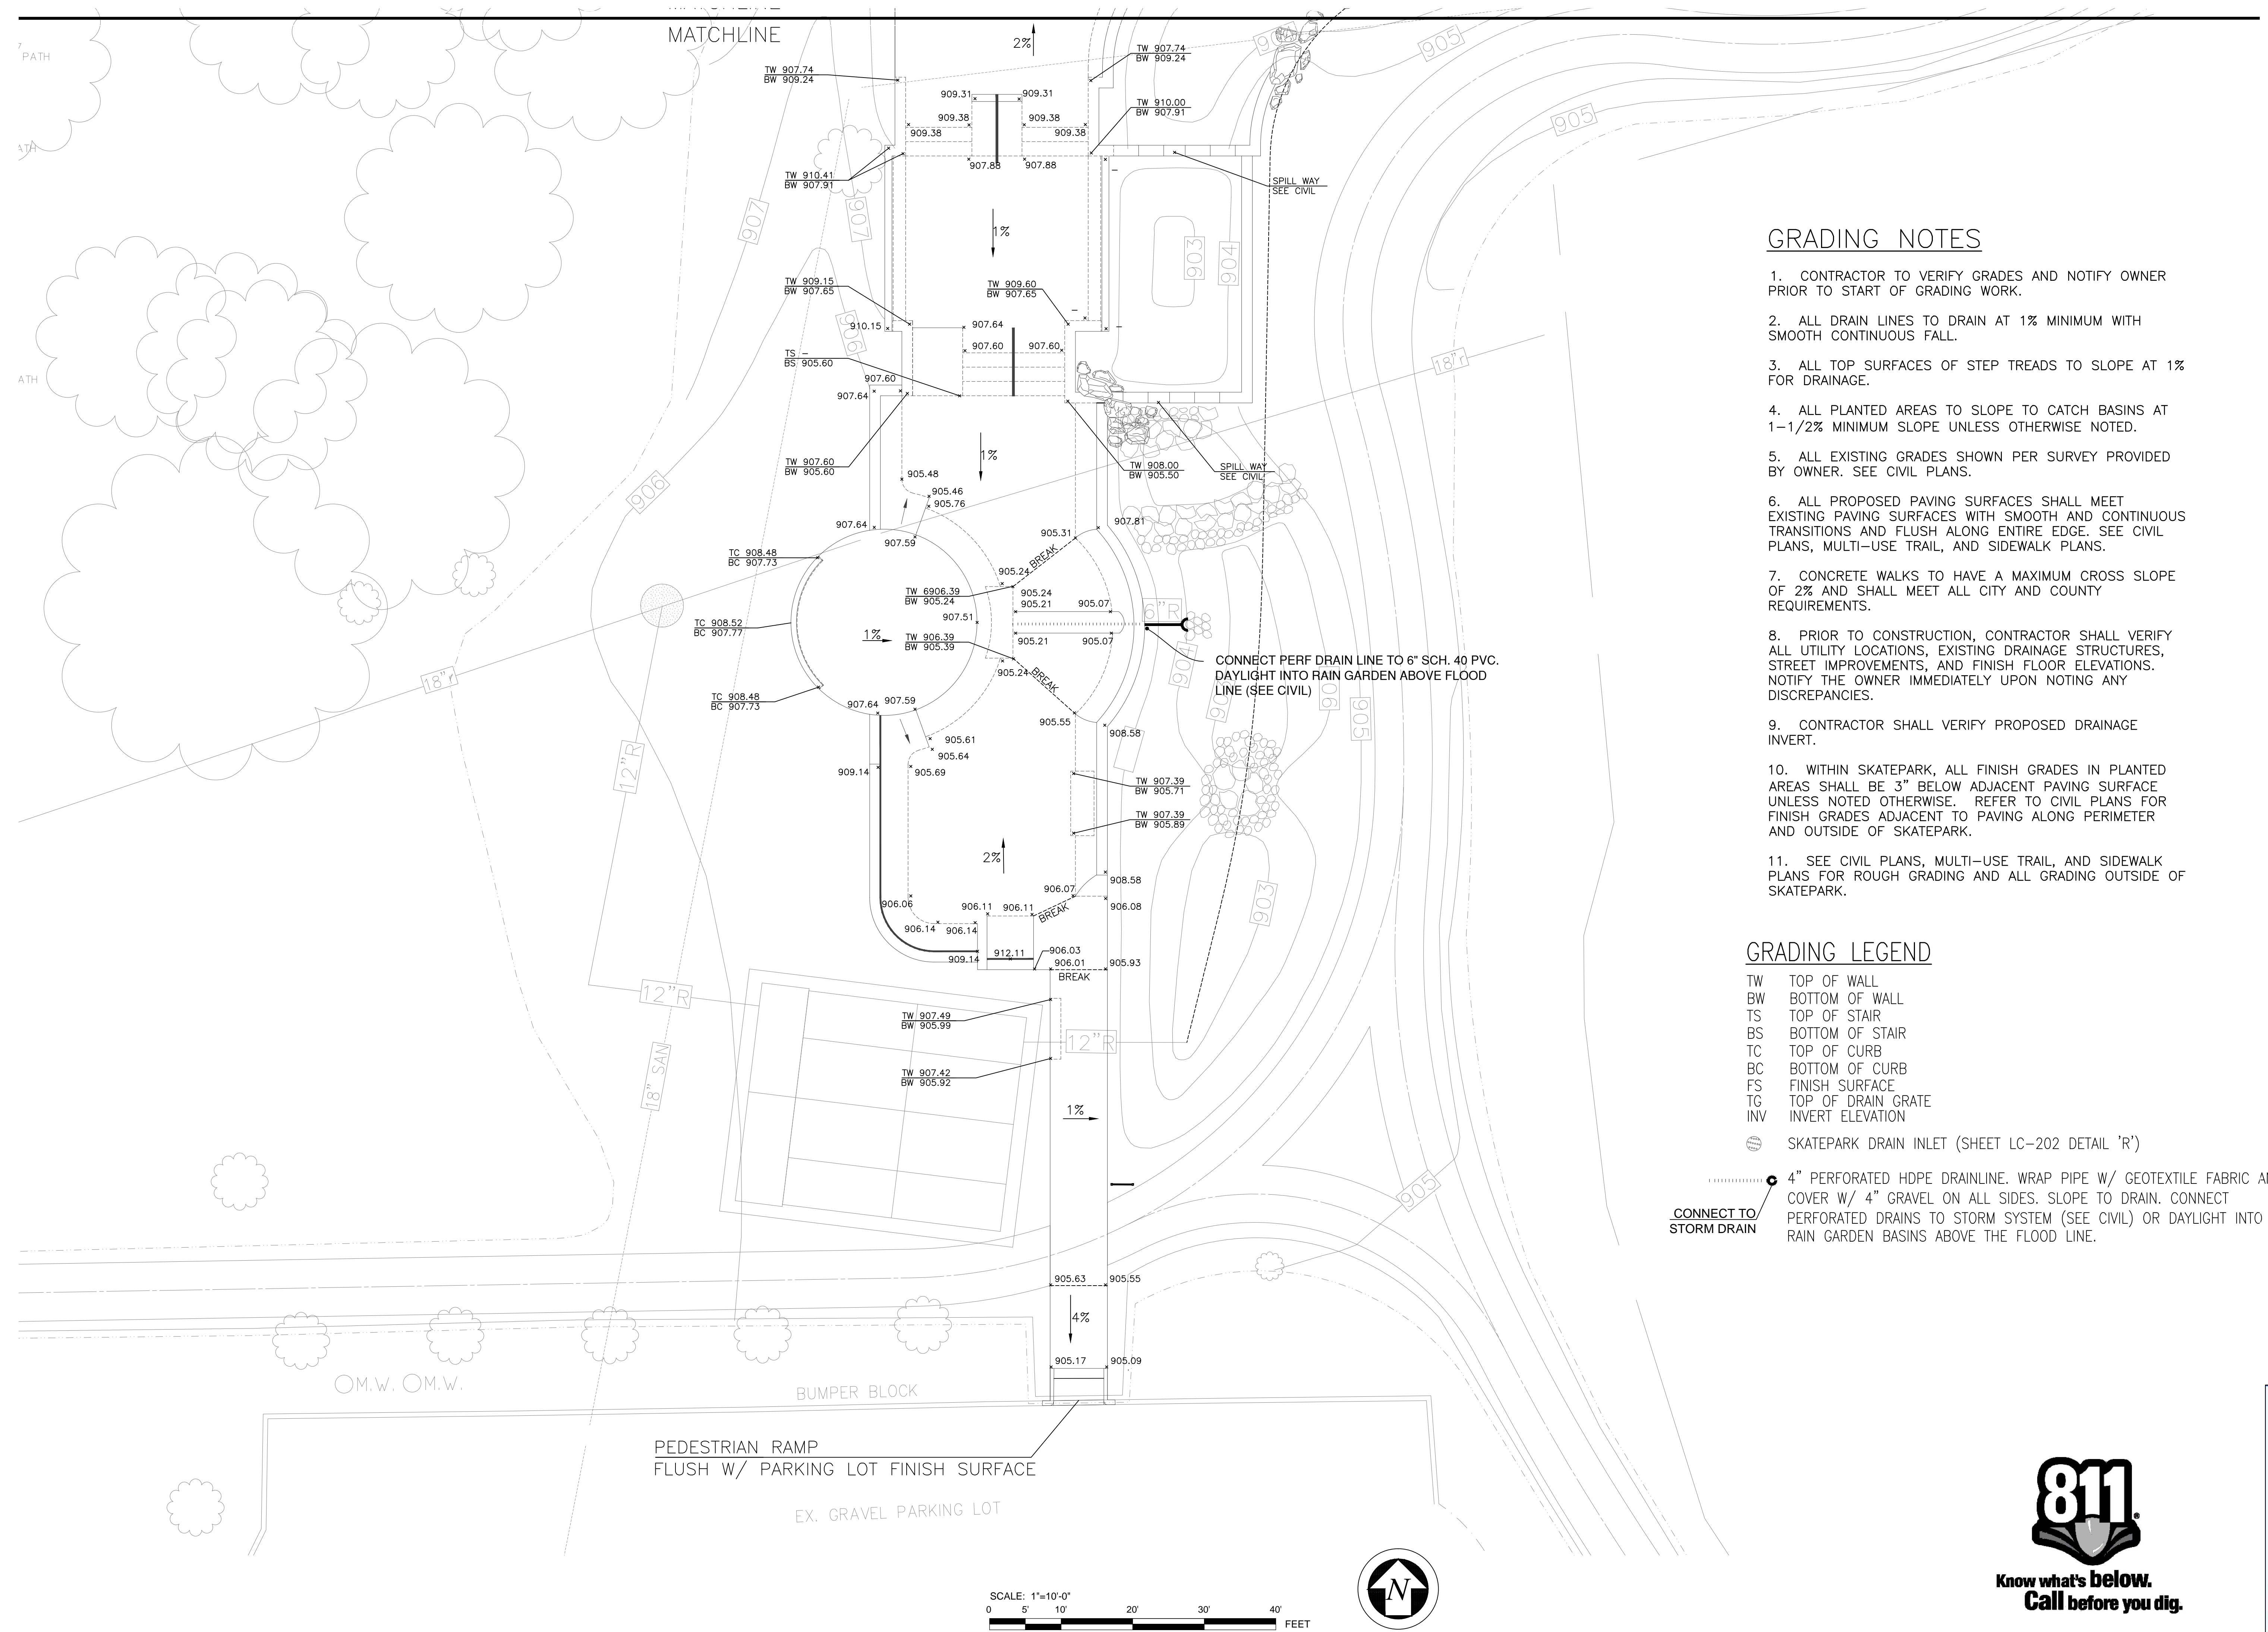 MATCHLINE
PATH
ATH
ATH
2%
TW 907.74
BW 909.24
TW 907.74
BW 909.24
909.31
909.31
TW 910.00
BW 907.91
909.38
909.38
909.38
909.38
907.88
907.88
TW 910.41
BW 907.91
SPILL WAY
SEE CIVIL
905
905
907
907
1%
903
904
TW 909.15
BW 907.65
TW 909.60
BW 907.65
910.15
907.64
907.60
907.60
906
TS –
BS 905.60
18"r
907.60
907.64
TW 907.60
BW 905.60
1%
TW 908.00
BW 905.50
SPILL WAY
SEE CIVIL
906
905.48
905.46
905.76
907.64
907.59
907.81
905.31
BREAK
TC 908.48
BC 907.73
905.24
TW 6906.39
BW 905.24
905.24
905.21
905.07
907.51
6"R
TC 908.52
BC 907.77
1%
TW 906.39
BW 905.39
905.21
905.07
905.24
BREAK
904
CONNECT PERF DRAIN LINE TO 6" SCH. 40 PVC.
DAYLIGHT INTO RAIN GARDEN ABOVE FLOOD
LINE (SEE CIVIL)
905
18"r
TC 908.48
BC 907.73
907.64
907.59
905.55
908.58
905.61
905.64
905.69
909.14
12"R
TW 907.39
BW 905.71
TW 907.39
BW 905.89
2%
908.58
906.07
906.06
906.11
906.11
BREAK
906.08
903
906.14
906.14
912.11
906.03
909.14
906.01
905.93
BREAK
12"R
TW 907.49
BW 905.99
12"R
18" SAN
TW 907.42
BW 905.92
1%
905
905.63
905.55
4%
905.17
905.09
M.W.
M.W.
BUMPER BLOCK
PEDESTRIAN RAMP
FLUSH W/ PARKING LOT FINISH SURFACE
EX. GRAVEL PARKING LOT
SCALE: 1"=10'-0"
0 5' 10' 20' 30' 40'
FEET
N
GRADING NOTES
1. CONTRACTOR TO VERIFY GRADES AND NOTIFY OWNER
PRIOR TO START OF GRADING WORK.
2. ALL DRAIN LINES TO DRAIN AT 1% MINIMUM WITH
SMOOTH CONTINUOUS FALL.
3. ALL TOP SURFACES OF STEP TREADS TO SLOPE AT 1%
FOR DRAINAGE.
4. ALL PLANTED AREAS TO SLOPE TO CATCH BASINS AT
1-1/2% MINIMUM SLOPE UNLESS OTHERWISE NOTED.
5. ALL EXISTING GRADES SHOWN PER SURVEY PROVIDED
BY OWNER. SEE CIVIL PLANS.
6. ALL PROPOSED PAVING SURFACES SHALL MEET
EXISTING PAVING SURFACES WITH SMOOTH AND CONTINUOUS
TRANSITIONS AND FLUSH ALONG ENTIRE EDGE. SEE CIVIL
PLANS, MULTI-USE TRAIL, AND SIDEWALK PLANS.
7. CONCRETE WALKS TO HAVE A MAXIMUM CROSS SLOPE
OF 2% AND SHALL MEET ALL CITY AND COUNTY
REQUIREMENTS.
8. PRIOR TO CONSTRUCTION, CONTRACTOR SHALL VERIFY
ALL UTILITY LOCATIONS, EXISTING DRAINAGE STRUCTURES,
STREET IMPROVEMENTS, AND FINISH FLOOR ELEVATIONS.
NOTIFY THE OWNER IMMEDIATELY UPON NOTING ANY
DISCREPANCIES.
9. CONTRACTOR SHALL VERIFY PROPOSED DRAINAGE
INVERT.
10. WITHIN SKATEPARK, ALL FINISH GRADES IN PLANTED
AREAS SHALL BE 3" BELOW ADJACENT PAVING SURFACE
UNLESS NOTED OTHERWISE. REFER TO CIVIL PLANS FOR
FINISH GRADES ADJACENT TO PAVING ALONG PERIMETER
AND OUTSIDE OF SKATEPARK.
11. SEE CIVIL PLANS, MULTI-USE TRAIL, AND SIDEWALK
PLANS FOR ROUGH GRADING AND ALL GRADING OUTSIDE OF
SKATEPARK.
GRADING LEGEND
TW TOP OF WALL
BW BOTTOM OF WALL
TS TOP OF STAIR
BS BOTTOM OF STAIR
TC TOP OF CURB
BC BOTTOM OF CURB
FS FINISH SURFACE
TG TOP OF DRAIN GRATE
INV INVERT ELEVATION
SKATEPARK DRAIN INLET (SHEET LC-202 DETAIL 'R')
4" PERFORATED HDPE DRAINLINE. WRAP PIPE W/ GEOTEXTILE FABRIC
COVER W/ 4" GRAVEL ON ALL SIDES. SLOPE TO DRAIN. CONNECT
PERFORATED DRAINS TO STORM SYSTEM (SEE CIVIL) OR DAYLIGHT INTO
RAIN GARDEN BASINS ABOVE THE FLOOD LINE.
CONNECT TO
STORM DRAIN
811®
Know what's below.
Call before you dig.